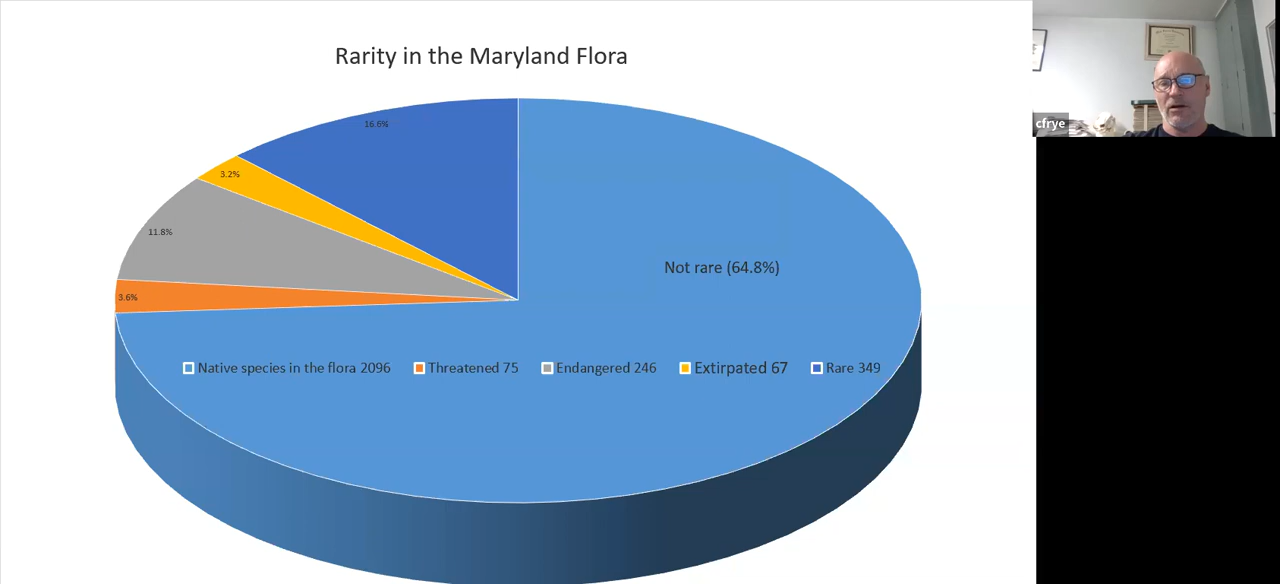 Rarity in the Maryland Flora
cfrye
16.6%
3.2%
11.8%
3.6%
Not rare (64.8%)
Native species in the flora 2096 Threatened 75 Endangered 246 Extirpated 67 Rare 349